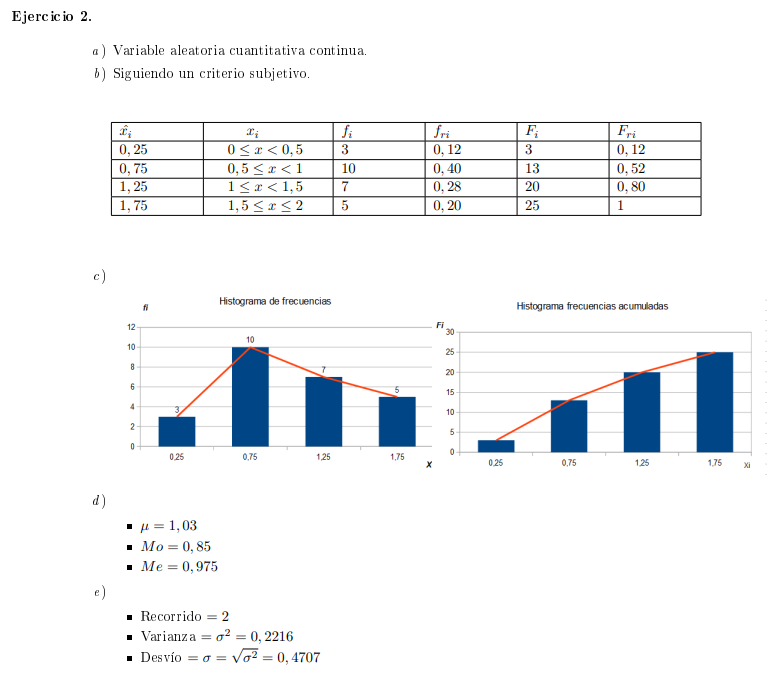 Ejercicio 2.
a) Variable aleatoria cuantitativa continua.
b) Siguiendo un criterio subjetivo.
x̂ᵢ xᵢ fᵢ fᵣᵢ Fᵢ Fᵣᵢ
0,25 0 ≤ x < 0,5 3 0,12 3 0,12
0,75 0,5 ≤ x < 1 10 0,40 13 0,52
1,25 1 ≤ x < 1,5 7 0,28 20 0,80
1,75 1,5 ≤ x ≤ 2 5 0,20 25 1
c)
Histograma de frecuencias
fi
12
10
8
6
4
2
0
3 10 7 5
0,25 0,75 1,25 1,75
X
Histograma frecuencias acumuladas
Fi
30
25
20
15
10
5
0
0,25 0,75 1,25 1,75 Xi
d)
▪ μ = 1,03
▪ Mo = 0,85
▪ Me = 0,975
e)
▪ Recorrido = 2
▪ Varianza = σ² = 0,2216
▪ Desvío = σ = √σ² = 0,4707